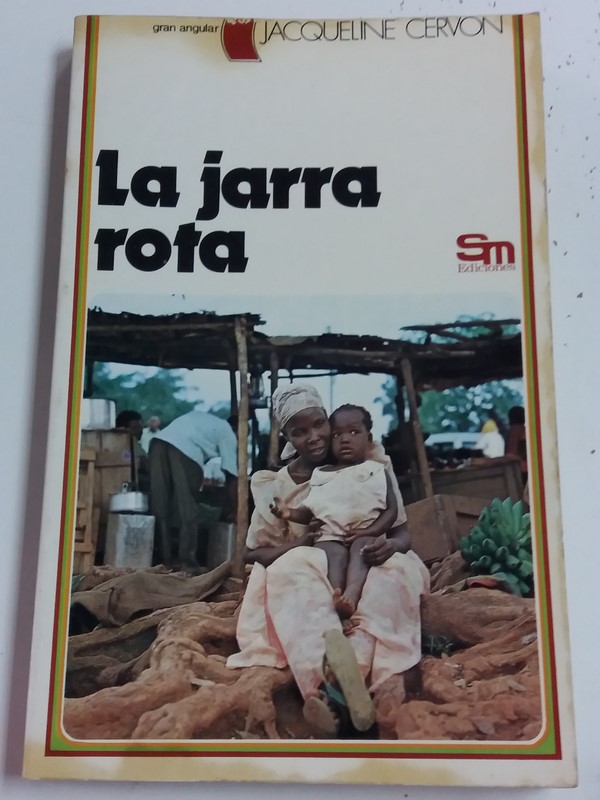 gran angular JACQUELINE CERVON
La jarra
rota
SM
Ediciones